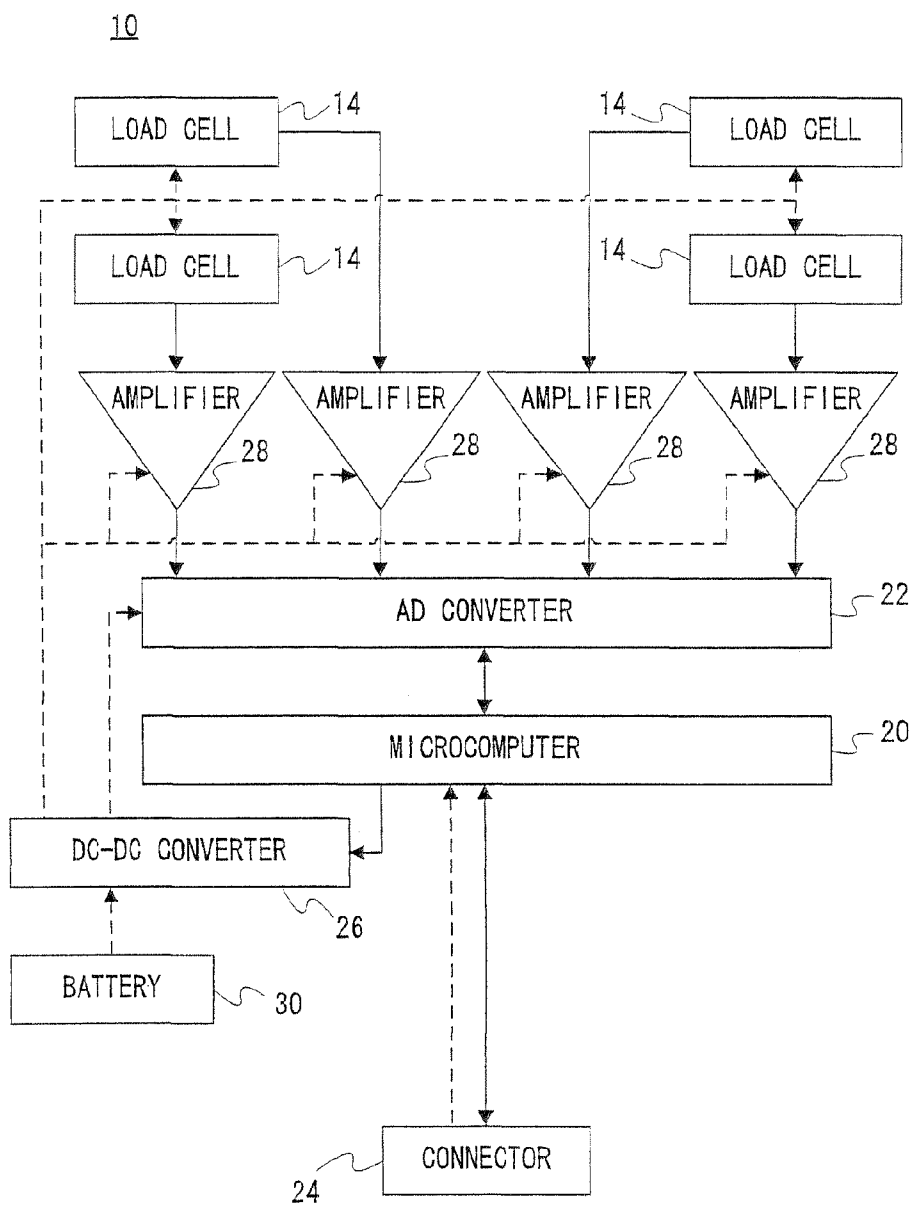 10
LOAD CELL 14 14 LOAD CELL
LOAD CELL 14 14 LOAD CELL
AMPLIFIER AMPLIFIER AMPLIFIER AMPLIFIER
28 28 28 28
AD CONVERTER 22
MICROCOMPUTER 20
DC-DC CONVERTER
26
BATTERY 30
CONNECTOR
24